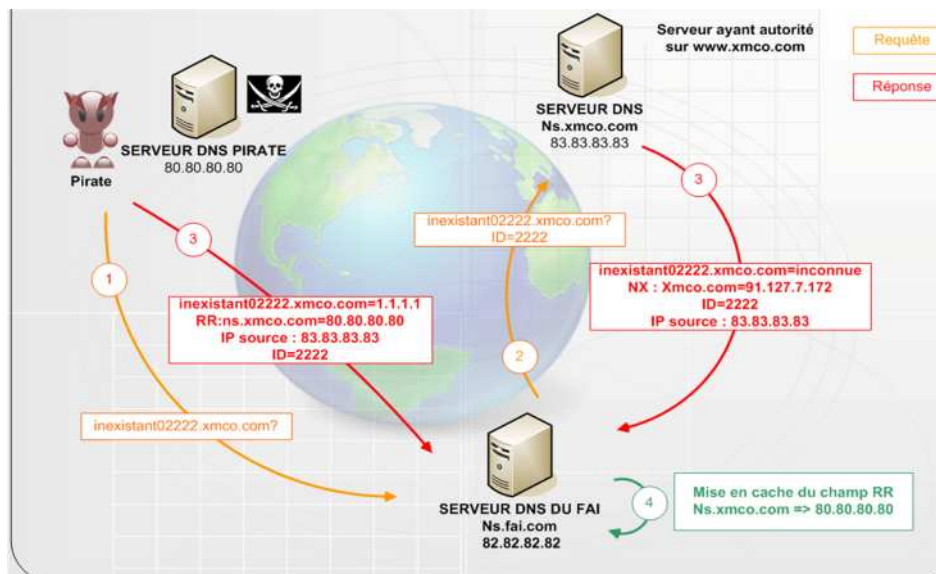 Serveur ayant autorité
sur www.xmco.com
Requête
Réponse
SERVEUR DNS PIRATE
80.80.80.80
Pirate
SERVEUR DNS
Ns.xmco.com
83.83.83.83
3
3
inexistant02222.xmco.com?
ID=2222
1
inexistant02222.xmco.com=inconnue
NX : Xmco.com=91.127.7.172
ID=2222
IP source : 83.83.83.83
inexistant02222.xmco.com=1.1.1.1
RR:ns.xmco.com=80.80.80.80
IP source : 83.83.83.83
ID=2222
2
inexistant02222.xmco.com?
SERVEUR DNS DU FAI
Ns.fai.com
82.82.82.82
4
Mise en cache du champ RR
Ns.xmco.com => 80.80.80.80